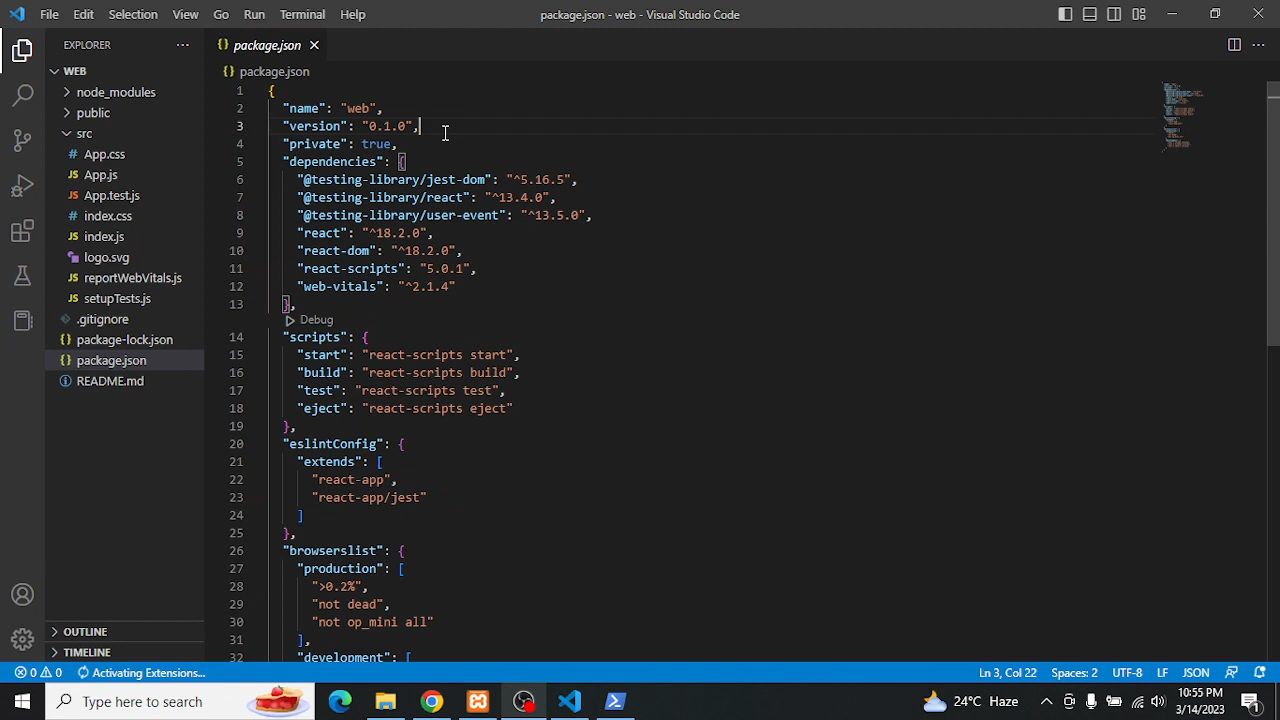 File Edit Selection View Go Run Terminal Help
package.json - web - Visual Studio Code
EXPLORER
WEB
node_modules
public
src
App.css
App.js
App.test.js
index.css
index.js
logo.svg
reportWebVitals.js
setupTests.js
.gitignore
package-lock.json
package.json
README.md
OUTLINE
TIMELINE
package.json
package.json
1 {
2 "name": "web",
3 "version": "0.1.0",
4 "private": true,
5 "dependencies": {
6 "@testing-library/jest-dom": "^5.16.5",
7 "@testing-library/react": "^13.4.0",
8 "@testing-library/user-event": "^13.5.0",
9 "react": "^18.2.0",
10 "react-dom": "^18.2.0",
11 "react-scripts": "5.0.1",
12 "web-vitals": "^2.1.4"
13 },
Debug
14 "scripts": {
15 "start": "react-scripts start",
16 "build": "react-scripts build",
17 "test": "react-scripts test",
18 "eject": "react-scripts eject"
19 },
20 "eslintConfig": {
21 "extends": [
22 "react-app",
23 "react-app/jest"
24 ]
25 },
26 "browserslist": {
27 "production": [
28 ">0.2%",
29 "not dead",
30 "not op_mini all"
31 ],
32 "development": [
0 0 Activating Extensions...
Ln 3, Col 22 Spaces: 2 UTF-8 LF JSON
Type here to search
24°C Haze
10:55 PM
3/14/2023
1